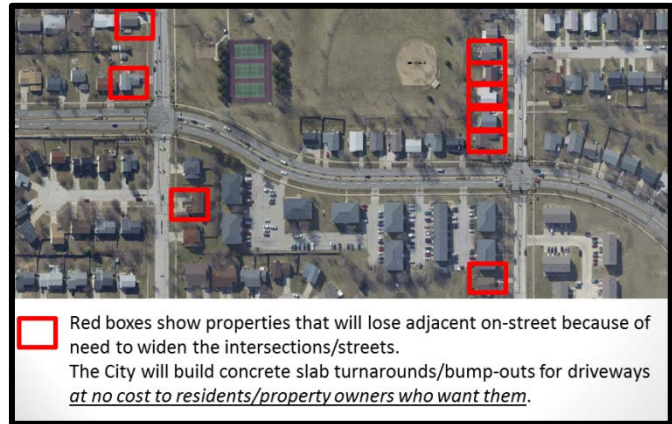 Red boxes show properties that will lose adjacent on-street because of
need to widen the intersections/streets.
The City will build concrete slab turnarounds/bump-outs for driveways
at no cost to residents/property owners who want them.